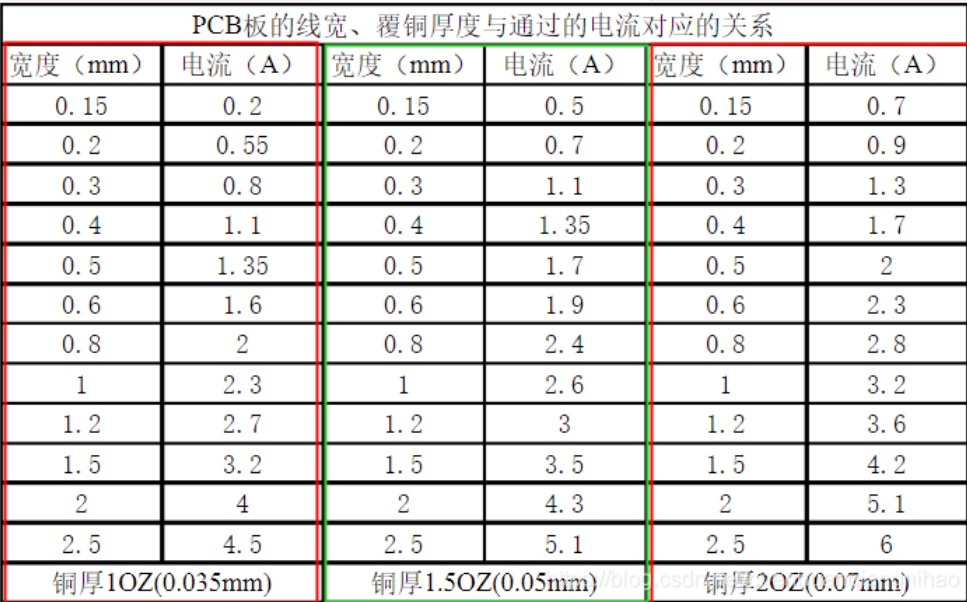 PCB板的线宽、覆铜厚度与通过的电流对应的关系
宽度（mm） 电流（A） 宽度（mm） 电流（A） 宽度（mm） 电流（A）
0.15 0.2 0.15 0.5 0.15 0.7
0.2 0.55 0.2 0.7 0.2 0.9
0.3 0.8 0.3 1.1 0.3 1.3
0.4 1.1 0.4 1.35 0.4 1.7
0.5 1.35 0.5 1.7 0.5 2
0.6 1.6 0.6 1.9 0.6 2.3
0.8 2 0.8 2.4 0.8 2.8
1 2.3 1 2.6 1 3.2
1.2 2.7 1.2 3 1.2 3.6
1.5 3.2 1.5 3.5 1.5 4.2
2 4 2 4.3 2 5.1
2.5 4.5 2.5 5.1 2.5 6
铜厚1OZ(0.035mm) 铜厚1.5OZ(0.05mm) 铜厚2OZ(0.07mm)